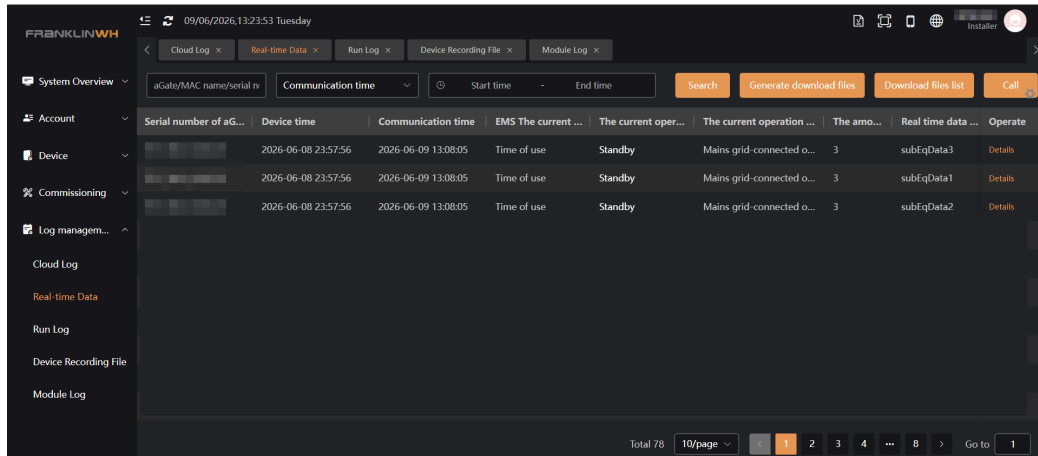 09/06/2026,13:23:53 Tuesday
Installer
FRANKLINWH
Cloud Log ×
Real-time Data ×
Run Log ×
Device Recording File ×
Module Log ×
System Overview
Account
Device
Commissioning
Log managem...
Cloud Log
Real-time Data
Run Log
Device Recording File
Module Log
aGate/MAC name/serial n
Communication time
Start time - End time
Search
Generate download files
Download files list
Call
Serial number of aG... Device time Communication time EMS The current ... The current oper... The current operation ... The amo... Real time data ... Operate
2026-06-08 23:57:56 2026-06-09 13:08:05 Time of use Standby Mains grid-connected o... 3 subEqData3 Details
2026-06-08 23:57:56 2026-06-09 13:08:05 Time of use Standby Mains grid-connected o... 3 subEqData1 Details
2026-06-08 23:57:56 2026-06-09 13:08:05 Time of use Standby Mains grid-connected o... 3 subEqData2 Details
Total 78 10/page < 1 2 3 4 ... 8 > Go to 1